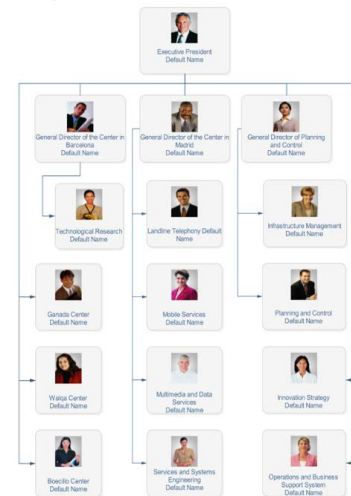 Executive President
Default Name
General Director of the Center in
Barcelona
Default Name
General Director of the Center in
Madrid
Default Name
General Director of Planning
and Control
Default Name
Technological Research
Default Name
Landline Telephony Default
Name
Infrastructure Management
Default Name
Ganada Center
Default Name
Mobile Services
Default Name
Planning and Control
Default Name
Walqa Center
Default Name
Multimedia and Data
Services
Default Name
Innovation Strategy
Default Name
Boecillo Center
Default Name
Services and Systems
Engineering
Default Name
Operations and Business
Support System
Default Name